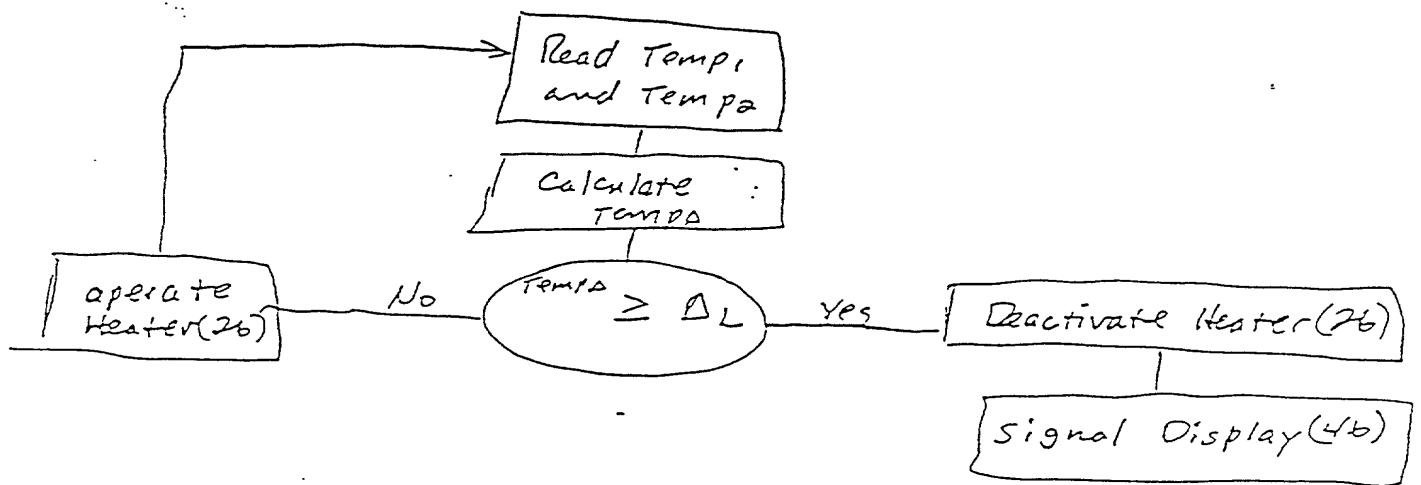 Read Temp1
and Temp2
Calculate
TempΔ
operate
Heater(26)
No
TempΔ ≥ ΔL
Yes
Deactivate Heater(26)
Signal Display(46)